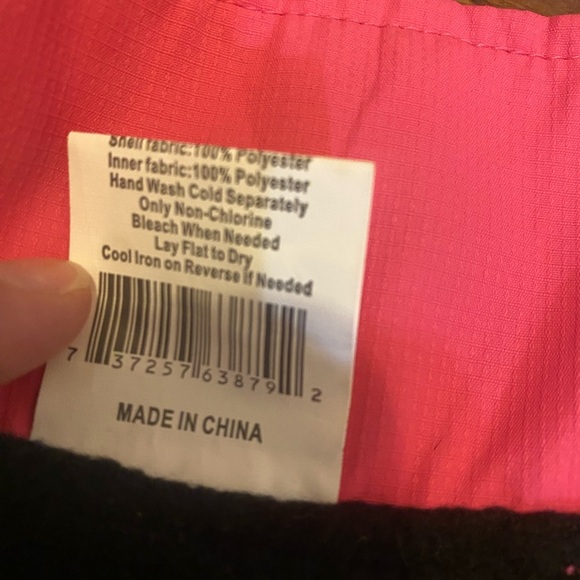 Shell fabric:100% Polyester
Inner fabric:100% Polyester
Hand Wash Cold Separately
Only Non-Chlorine
Bleach When Needed
Lay Flat to Dry
Cool Iron on Reverse if Needed
7 37257 63879 2
MADE IN CHINA